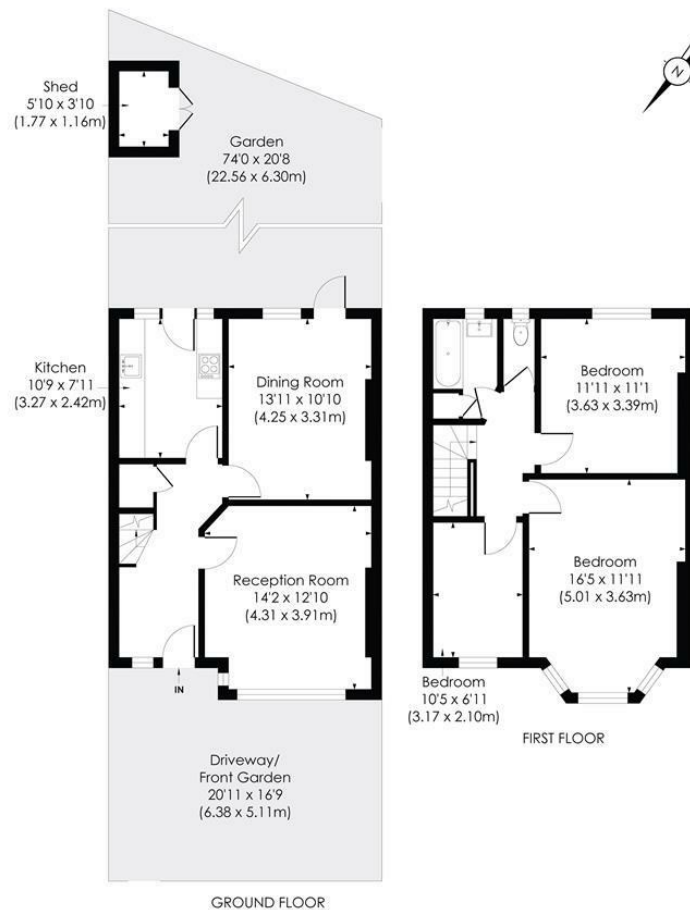 Shed
5'10 x 3'10
(1.77 x 1.16m)
Garden
74'0 x 20'8
(22.56 x 6.30m)
N
Kitchen
10'9 x 7'11
(3.27 x 2.42m)
Dining Room
13'11 x 10'10
(4.25 x 3.31m)
Reception Room
14'2 x 12'10
(4.31 x 3.91m)
IN
Driveway/
Front Garden
20'11 x 16'9
(6.38 x 5.11m)
GROUND FLOOR
Bedroom
11'11 x 11'1
(3.63 x 3.39m)
Bedroom
16'5 x 11'11
(5.01 x 3.63m)
Bedroom
10'5 x 6'11
(3.17 x 2.10m)
FIRST FLOOR